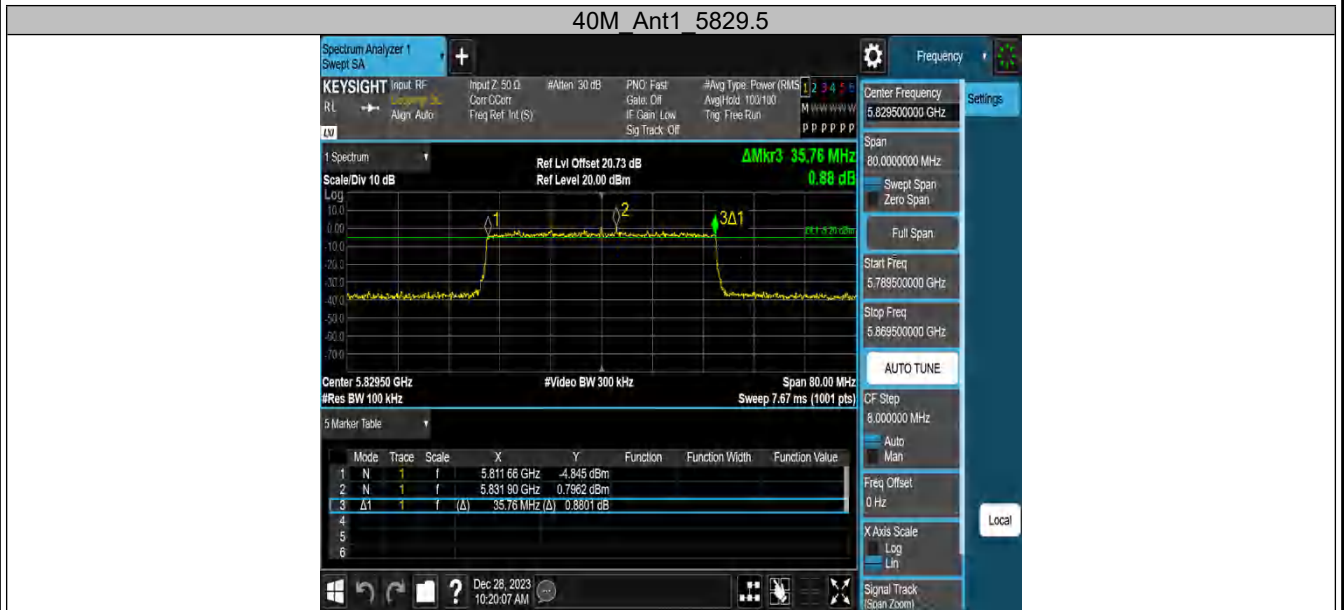 40M_Ant1_5829.5
Spectrum Analyzer 1
Swept SA
+
Frequency
KEYSIGHT Input: RF
RL
Align: Auto
LXI
Input Z: 50 Ω
Corr CCorr
Freq Ref: Int (S)
#Atten: 30 dB
PNO: Fast
Gate: Off
IF Gain: Low
Sig Track: Off
#Avg Type: Power (RMS
Avg|Hold: 100/100
Trig: Free Run
1 2 3 4 5 6
M W W W W W
P P P P P P
Center Frequency
5.829500000 GHz
Settings
Span
80.0000000 MHz
Swept Span
Zero Span
Full Span
Start Freq
5.789500000 GHz
Stop Freq
5.869500000 GHz
AUTO TUNE
CF Step
8.000000 MHz
Auto
Man
Freq Offset
0 Hz
X Axis Scale
Log
Lin
Signal Track
(Span Zoom)
Local
1 Spectrum
Scale/Div 10 dB
Ref Lvl Offset 20.73 dB
Ref Level 20.00 dBm
ΔMkr3 35.76 MHz
0.88 dB
Log
10.0
0.00
-10.0
-20.0
-30.0
-40.0
-50.0
-60.0
-70.0
1
2
3Δ1
DL1 -5.20 dBm
Center 5.82950 GHz
#Res BW 100 kHz
#Video BW 300 kHz
Span 80.00 MHz
Sweep 7.67 ms (1001 pts)
5 Marker Table
Mode Trace Scale X Y Function Function Width Function Value
1 N 1 f 5.811 66 GHz -4.845 dBm
2 N 1 f 5.831 90 GHz 0.7962 dBm
3 Δ1 1 f (Δ) 35.76 MHz (Δ) 0.8801 dB
4
5
6
?
Dec 28, 2023
10:20:07 AM